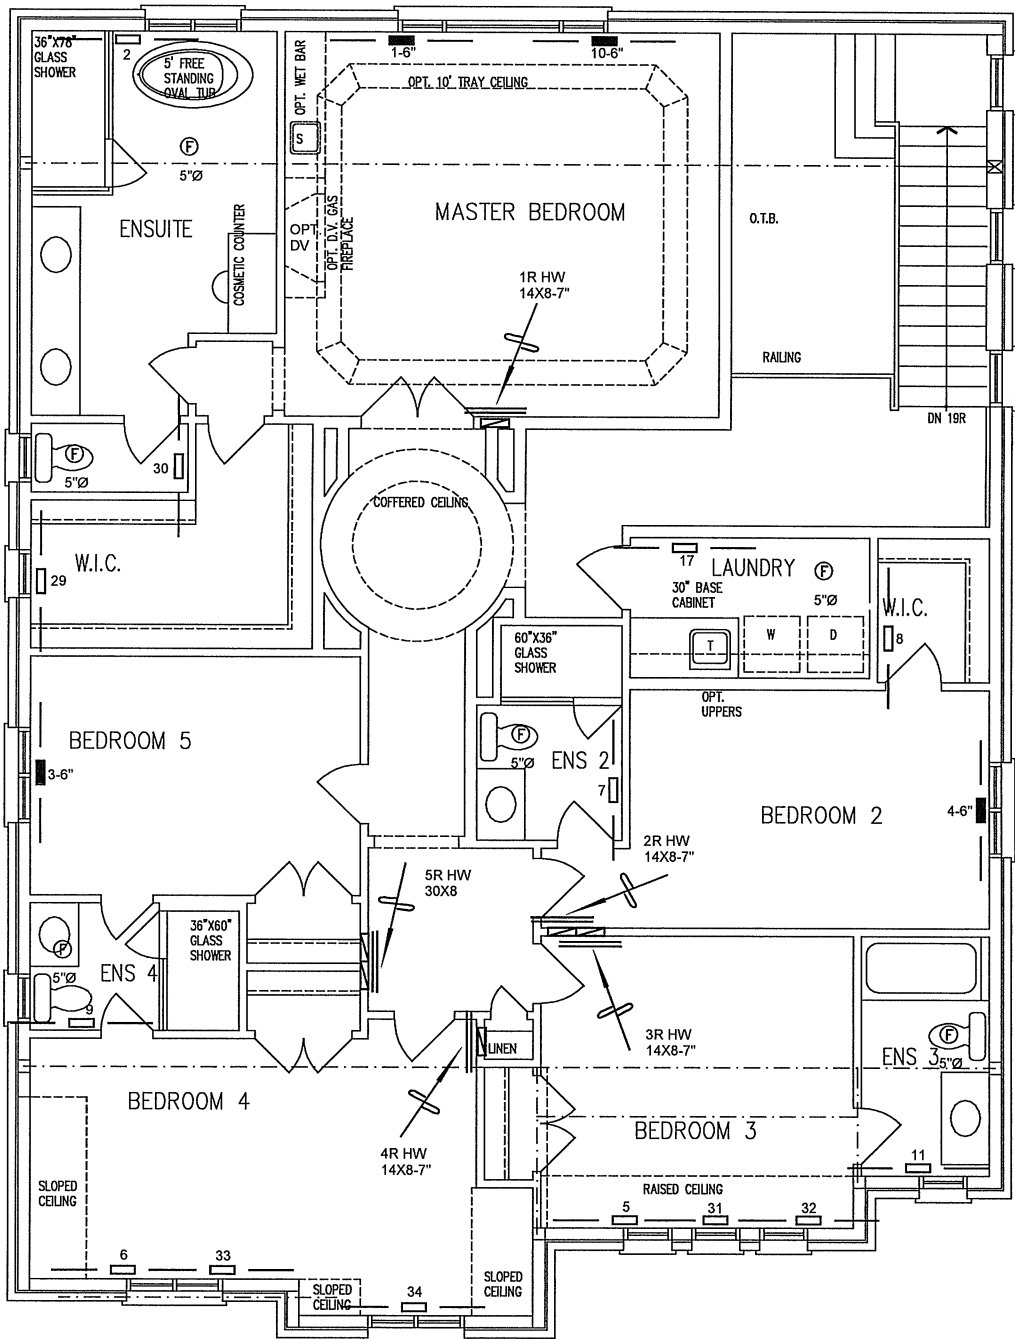 36"X78"
GLASS
SHOWER
2
5' FREE
STANDING
OVAL TUB
F
5"Ø
ENSUITE
COSMETIC COUNTER
OPT. WET BAR
S
OPT.
DV
OPT. D.V. GAS
FIREPLACE
1-6"
10-6"
OPT. 10' TRAY CEILING
MASTER BEDROOM
1R HW
14X8-7"
O.T.B.
RAILING
DN 19R
F
5"Ø
30
29
W.I.C.
COFFERED CEILING
17
LAUNDRY
F
5"Ø
30" BASE
CABINET
T
W
D
OPT.
UPPERS
W.I.C.
8
60"X36"
GLASS
SHOWER
F
5"Ø
ENS 2
7
BEDROOM 5
3-6"
BEDROOM 2
4-6"
2R HW
14X8-7"
5R HW
30X8
36"X60"
GLASS
SHOWER
F
5"Ø
ENS 4
9
3R HW
14X8-7"
LINEN
F
ENS 3
5"Ø
BEDROOM 4
4R HW
14X8-7"
BEDROOM 3
RAISED CEILING
11
SLOPED
CEILING
5
31
32
6
33
SLOPED
CEILING
34
SLOPED
CEILING